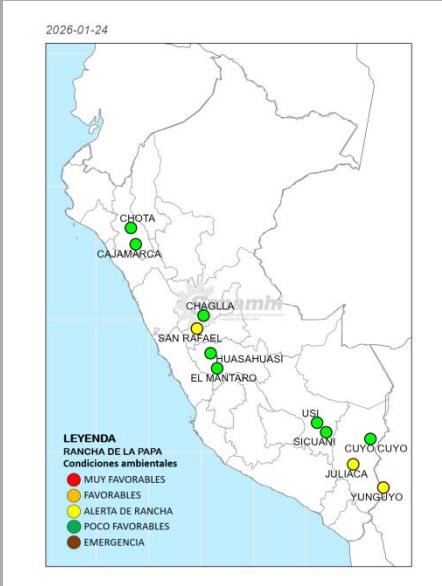 2026-01-24
CHOTA
CAJAMARCA
CHAGLLA
SAN RAFAEL
HUASAHUASI
EL MANTARO
USI
SICUANI
CUYO CUYO
JULIACA
YUNGUYO
LEYENDA
RANCHA DE LA PAPA
Condiciones ambientales
MUY FAVORABLES
FAVORABLES
ALERTA DE RANCHA
POCO FAVORABLES
EMERGENCIA